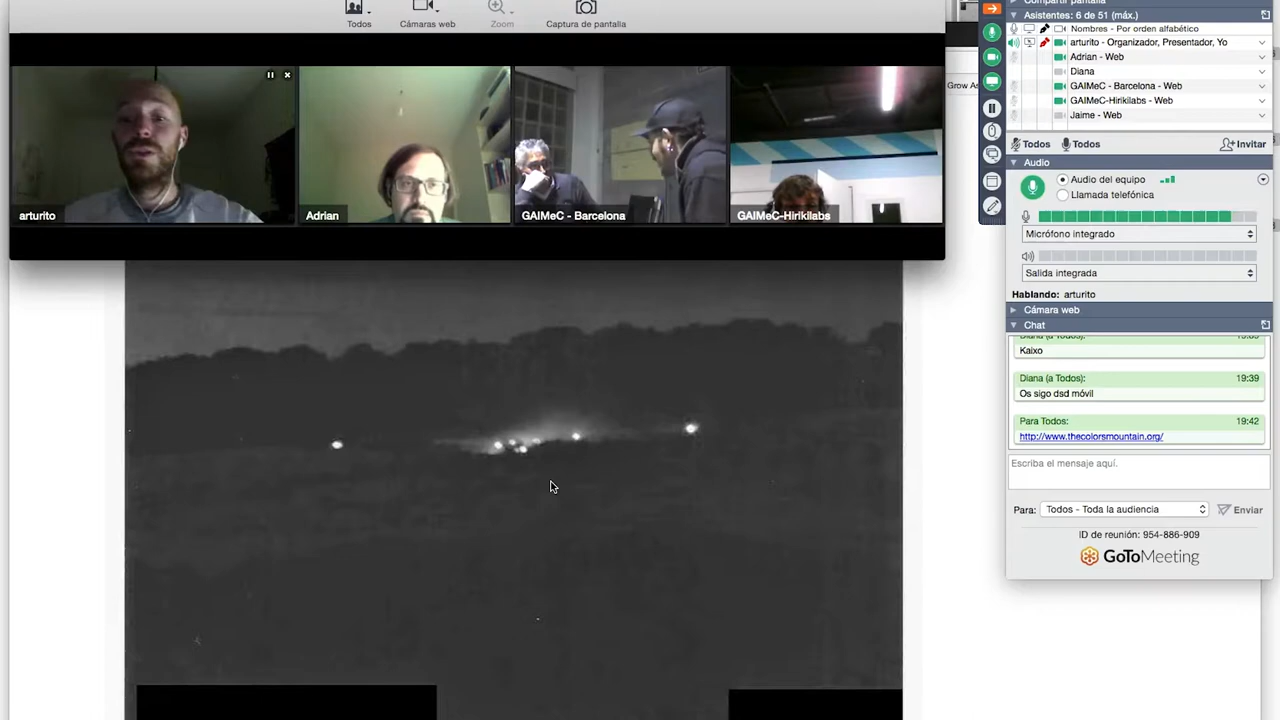 Todos
Cámaras web
Zoom
Captura de pantalla
arturito
Adrian
GAIMeC - Barcelona
GAIMeC-Hirikilabs
Grow As
Compartir pantalla
Asistentes: 6 de 51 (máx.)
Nombres - Por orden alfabético
arturito - Organizador, Presentador, Yo
Adrian - Web
Diana
GAIMeC - Barcelona - Web
GAIMeC-Hirikilabs - Web
Jaime - Web
Todos
Todos
Invitar
Audio
Audio del equipo
Llamada telefónica
Micrófono integrado
Salida integrada
Hablando: arturito
Cámara web
Chat
Diana (a Todos):
Kaixo
Diana (a Todos): 19:39
Os sigo dsd móvil
Para Todos: 19:42
http://www.thecolorsmountain.org/
Escriba el mensaje aquí.
Para: Todos - Toda la audiencia
Enviar
ID de reunión: 954-886-909
GoToMeeting